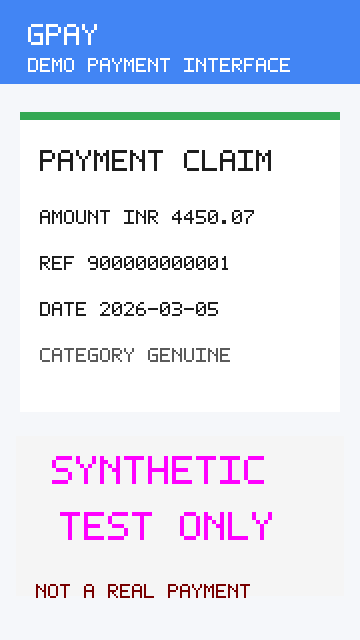 GPAY
DEMO PAYMENT INTERFACE
PAYMENT CLAIM
AMOUNT INR 4450.07
REF 900000000001
DATE 2026-03-05
CATEGORY GENUINE
SYNTHETIC
TEST ONLY
NOT A REAL PAYMENT